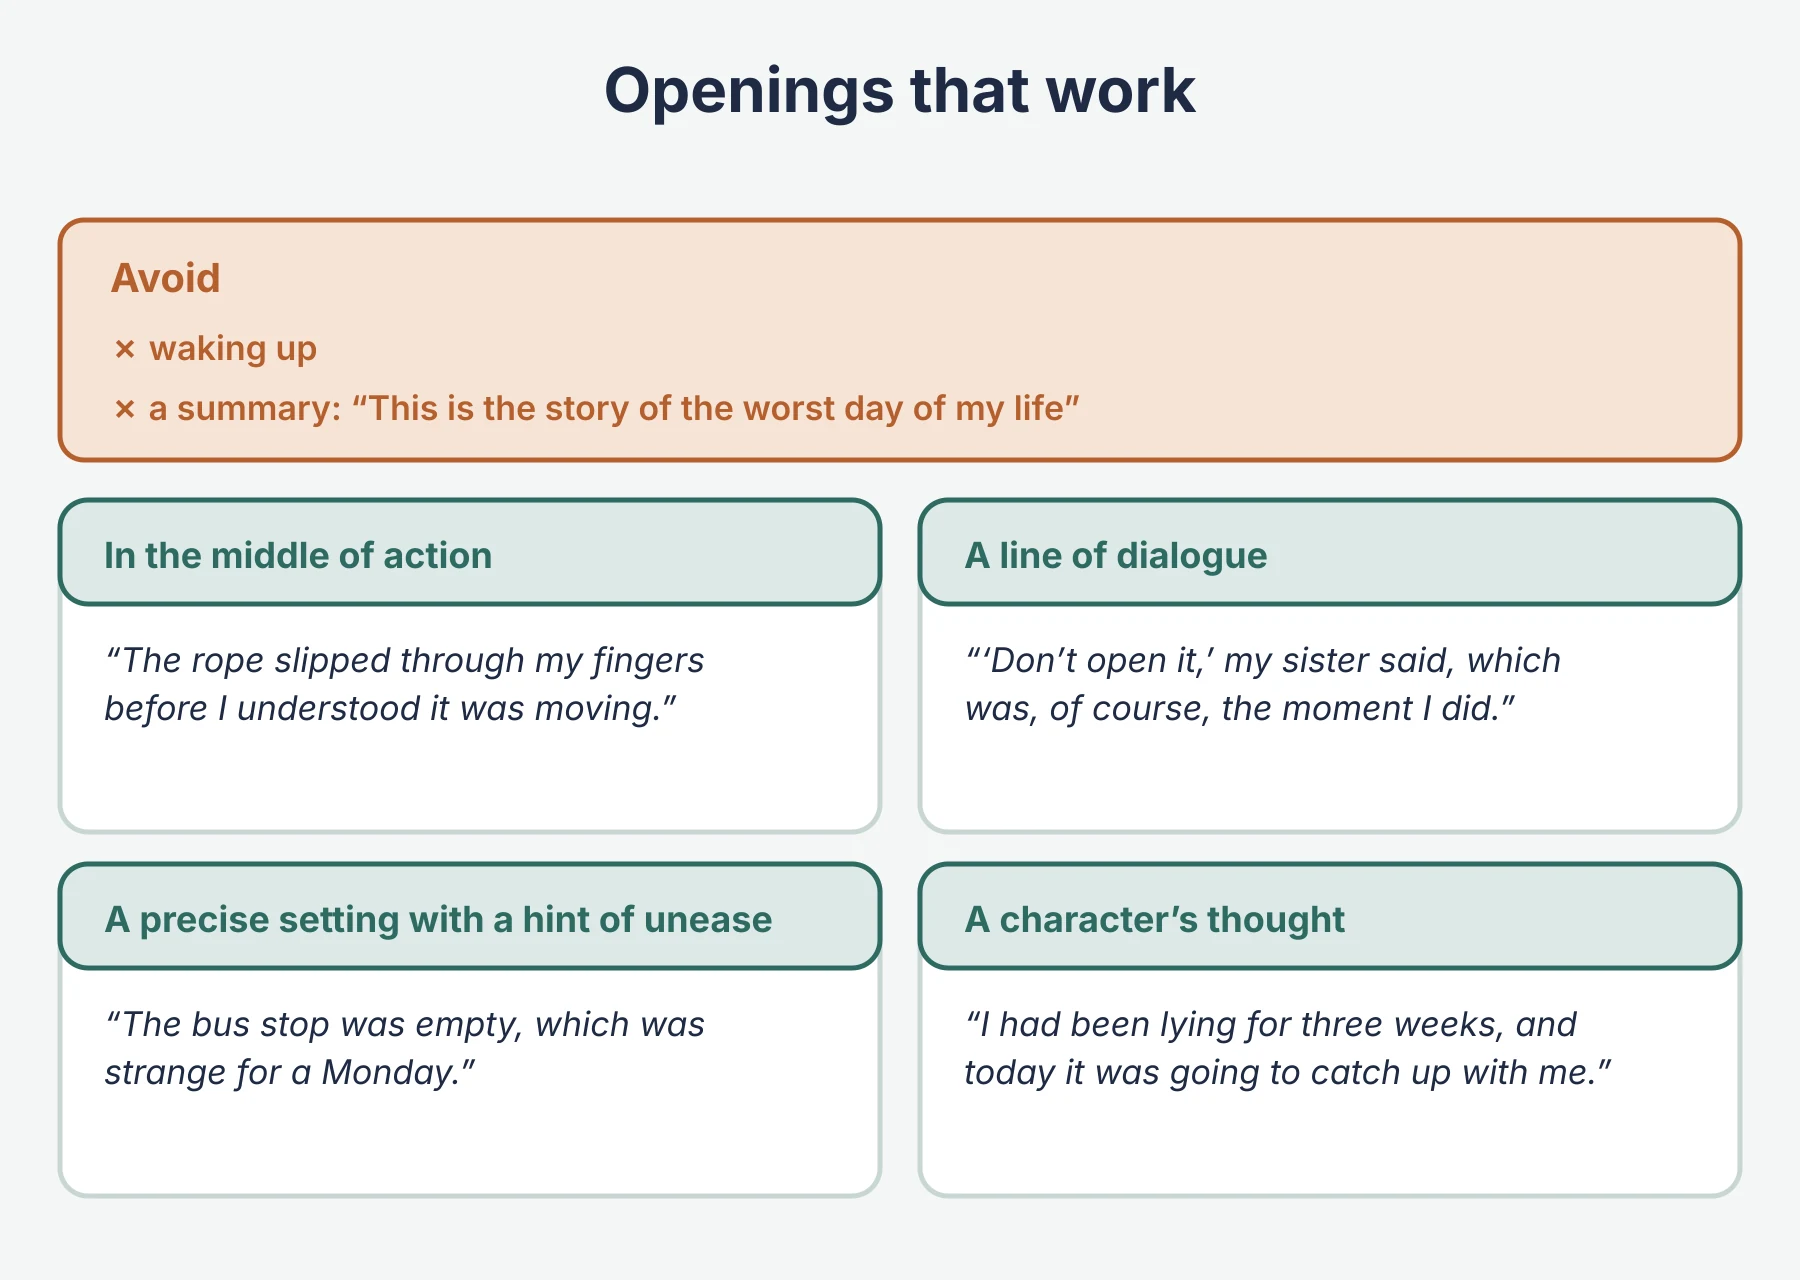 Openings that work
Avoid
× waking up
× a summary: “This is the story of the worst day of my life”
In the middle of action
“The rope slipped through my fingers
before I understood it was moving.”
A line of dialogue
“‘Don’t open it,’ my sister said, which
was, of course, the moment I did.”
A precise setting with a hint of unease
“The bus stop was empty, which was
strange for a Monday.”
A character’s thought
“I had been lying for three weeks, and
today it was going to catch up with me.”